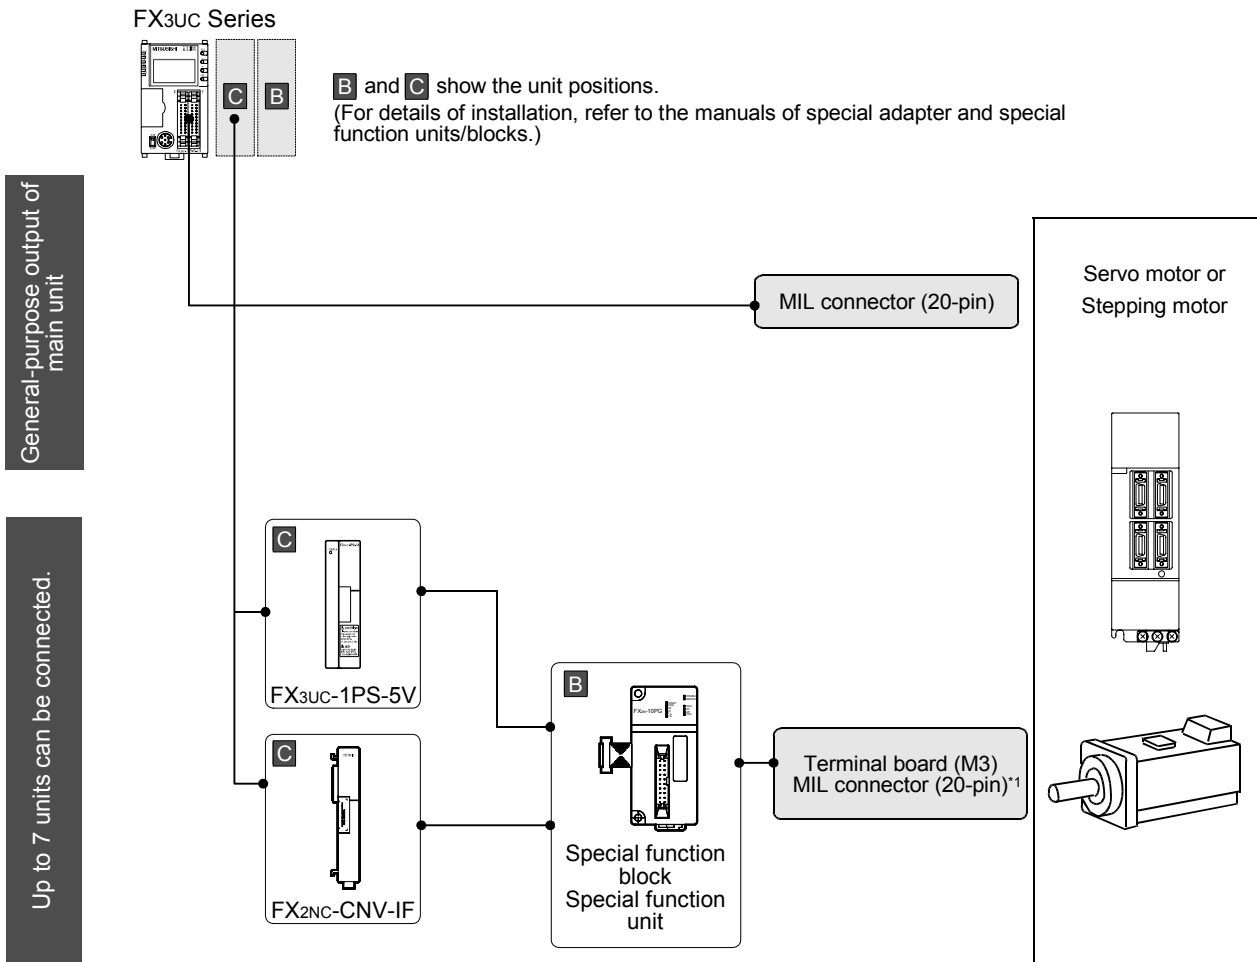 FX3UC Series
MITSUBISHI
C
B
B and C show the unit positions.
(For details of installation, refer to the manuals of special adapter and special
function units/blocks.)
General-purpose output of
main unit
MIL connector (20-pin)
Servo motor or
Stepping motor
Up to 7 units can be connected.
C
FX3UC-1PS-5V
C
FX2NC-CNV-IF
B
FX2N-10PG
Special function
block
Special function
unit
Terminal board (M3)
MIL connector (20-pin)*1